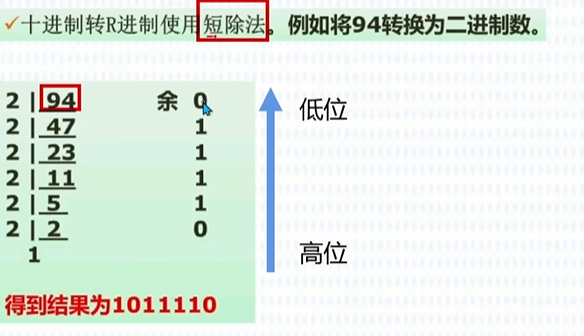 ✓十进制转R进制使用短除法。例如将94转换为二进制数。
2 | 94 余 0
2 | 47 1
2 | 23 1
2 | 11 1
2 | 5 1
2 | 2 0
1
低位
高位
得到结果为1011110